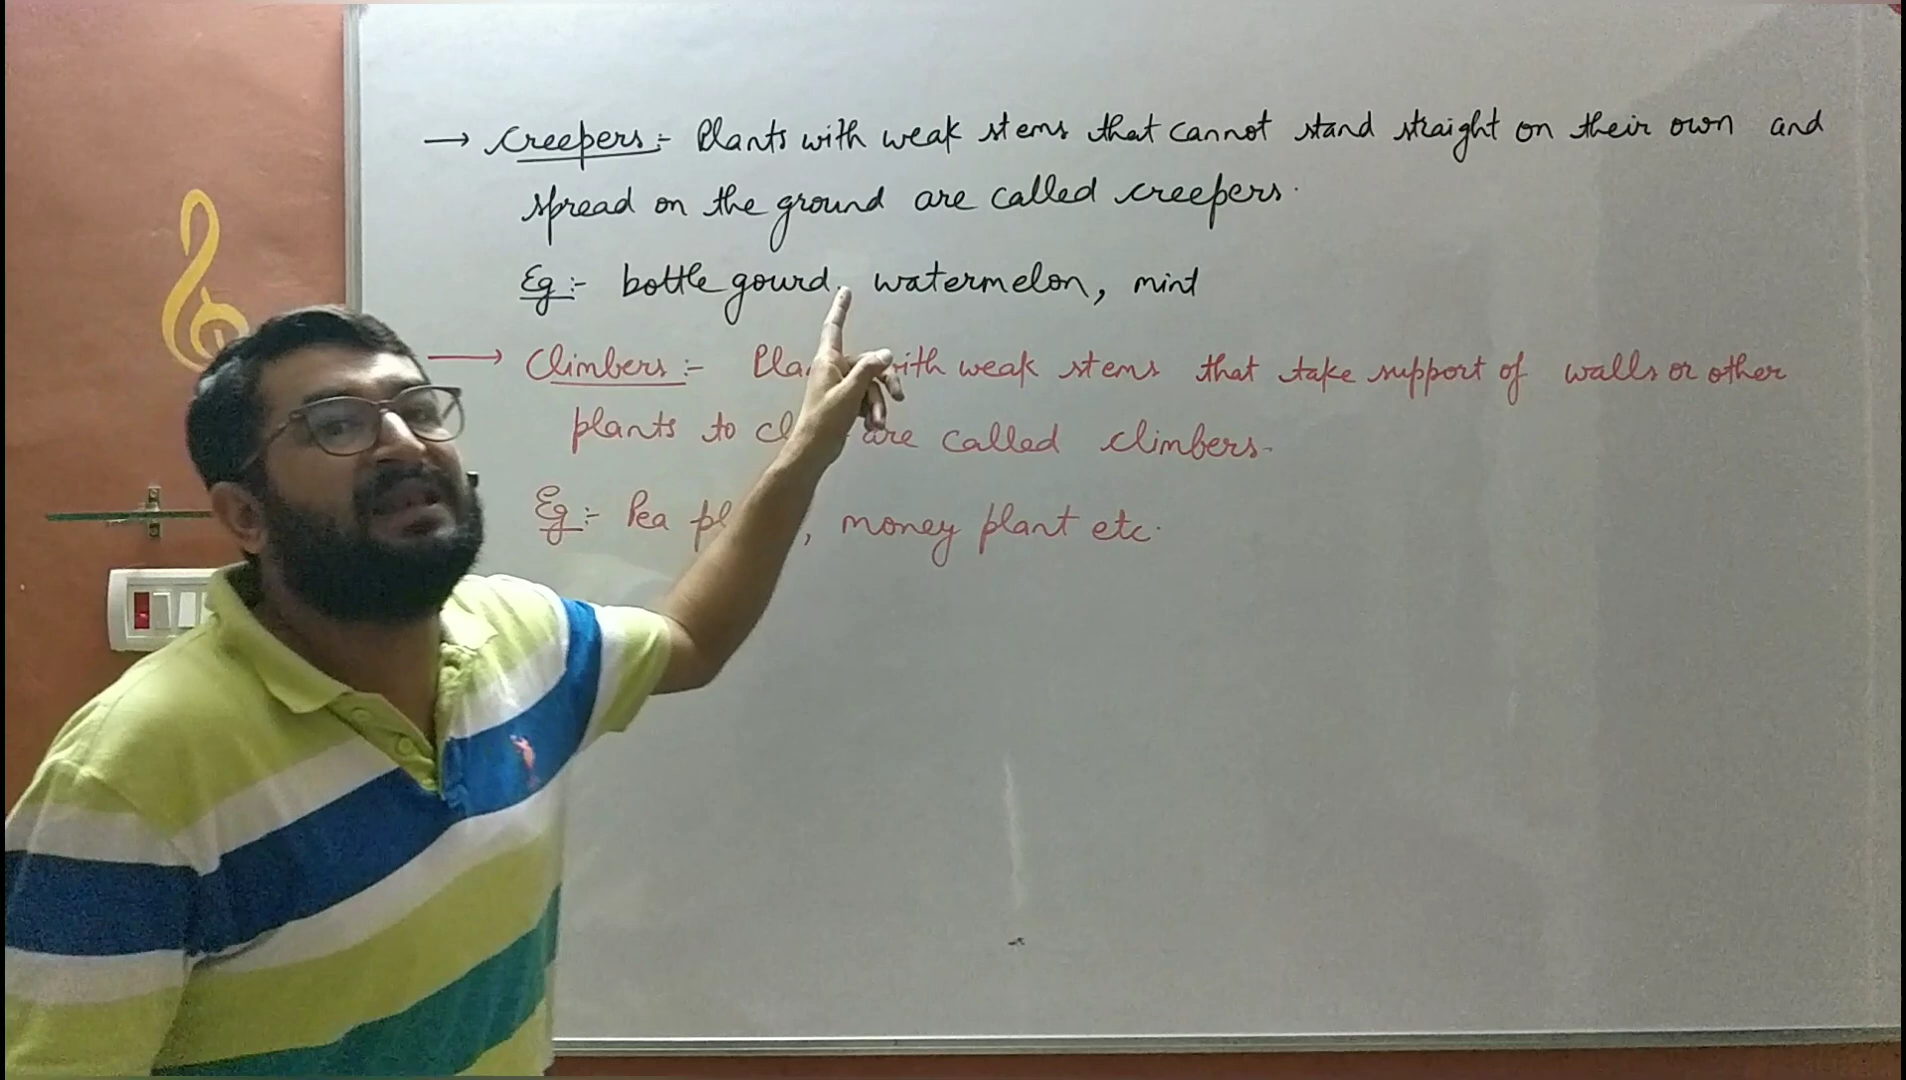 → Creepers:- Plants with weak stems that cannot stand straight on their own and
spread on the ground are called creepers.
Eg:- bottle gourd, watermelon, mint
→ Climbers:- with weak stems that take support of walls or other
plants to are called climbers.
Eg:- Pea , money plant etc.